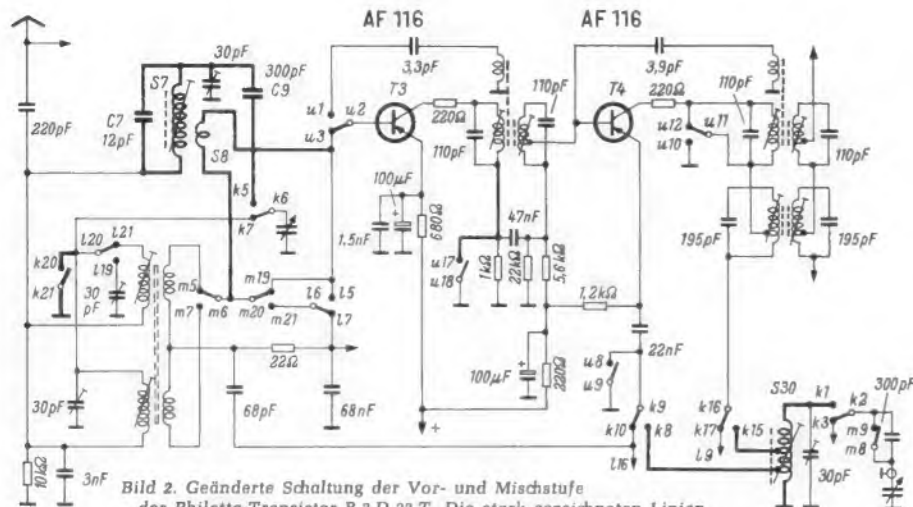 AF 116
AF 116
30pF
300pF
C9
S7
C7
12pF
S8
220pF
3,3pF
3,9pF
u1
u2
u3
T3
T4
220Ω
220Ω
110pF
110pF
110pF
110pF
u12
u11
u10
k5
k6
k7
100µF
+
1,5nF
680Ω
47nF
u17
u18
1kΩ
22kΩ
5,6kΩ
195pF
195pF
l20
l21
k20
l19
k21
30
pF
m5
m6
m7
m19
m20
m21
l5
l6
l7
1,2kΩ
22nF
22Ω
30pF
68pF
68nF
100µF
+
220Ω
u8
u9
k9
k10
k8
l16
k16
k17
k15
l9
S30
k1
k2
k3
m9
m8
300pF
30pF
10kΩ
3nF
+
Bild 2. Geänderte Schaltung der Vor- und Mischstufe